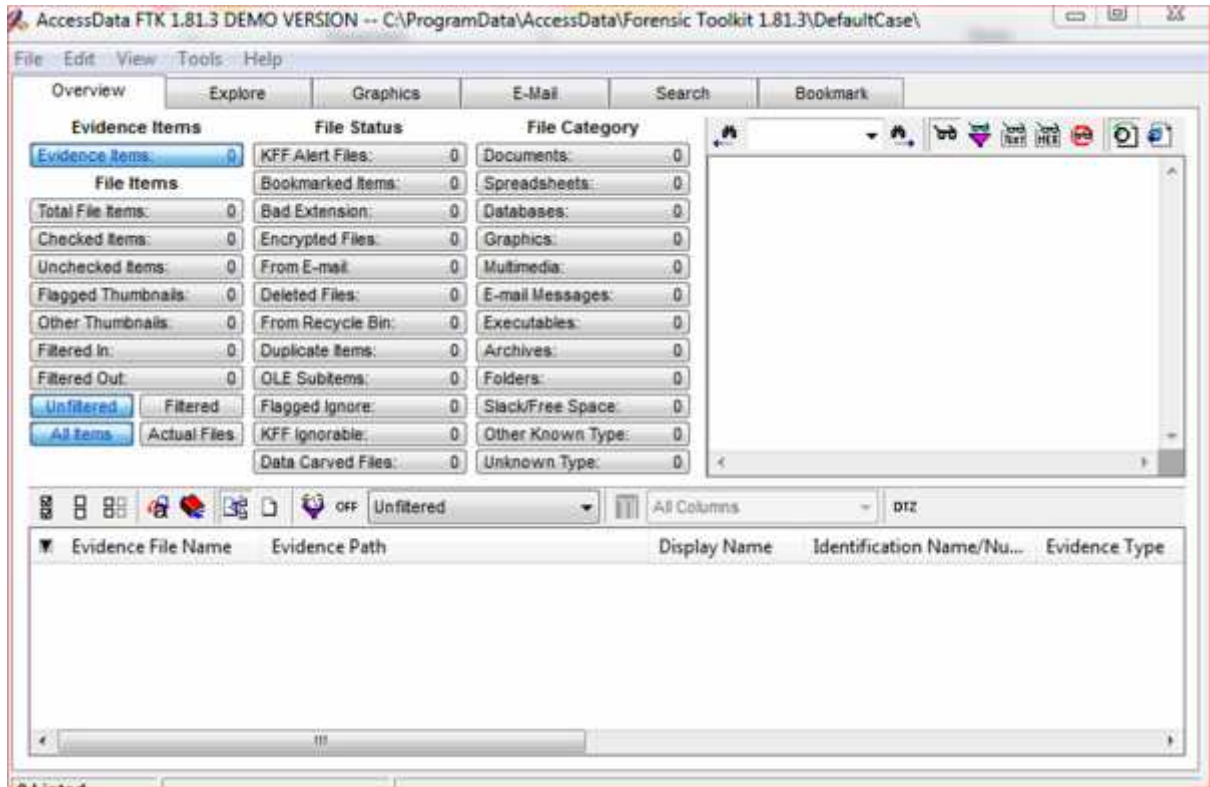 AccessData FTK 1.81.3 DEMO VERSION -- C:\ProgramData\AccessData\Forensic Toolkit 1.81.3\DefaultCase\
File Edit View Tools Help
Overview Explore Graphics E-Mail Search Bookmark
Evidence Items File Status File Category
Evidence Items: 0 KFF Alert Files: 0 Documents: 0
File Items Bookmarked Items: 0 Spreadsheets: 0
Total File Items: 0 Bad Extension: 0 Databases: 0
Checked Items: 0 Encrypted Files: 0 Graphics: 0
Unchecked Items: 0 From E-mail: 0 Multimedia: 0
Flagged Thumbnails: 0 Deleted Files: 0 E-mail Messages: 0
Other Thumbnails: 0 From Recycle Bin: 0 Executables: 0
Filtered In: 0 Duplicate Items: 0 Archives: 0
Filtered Out: 0 OLE Subitems: 0 Folders: 0
Unfiltered Filtered Flagged Ignore: 0 Slack/Free Space: 0
All Items Actual Files KFF Ignorable: 0 Other Known Type: 0
Data Carved Files: 0 Unknown Type: 0
TEXT HEX
OFF Unfiltered All Columns DTZ
Evidence File Name Evidence Path Display Name Identification Name/Nu... Evidence Type